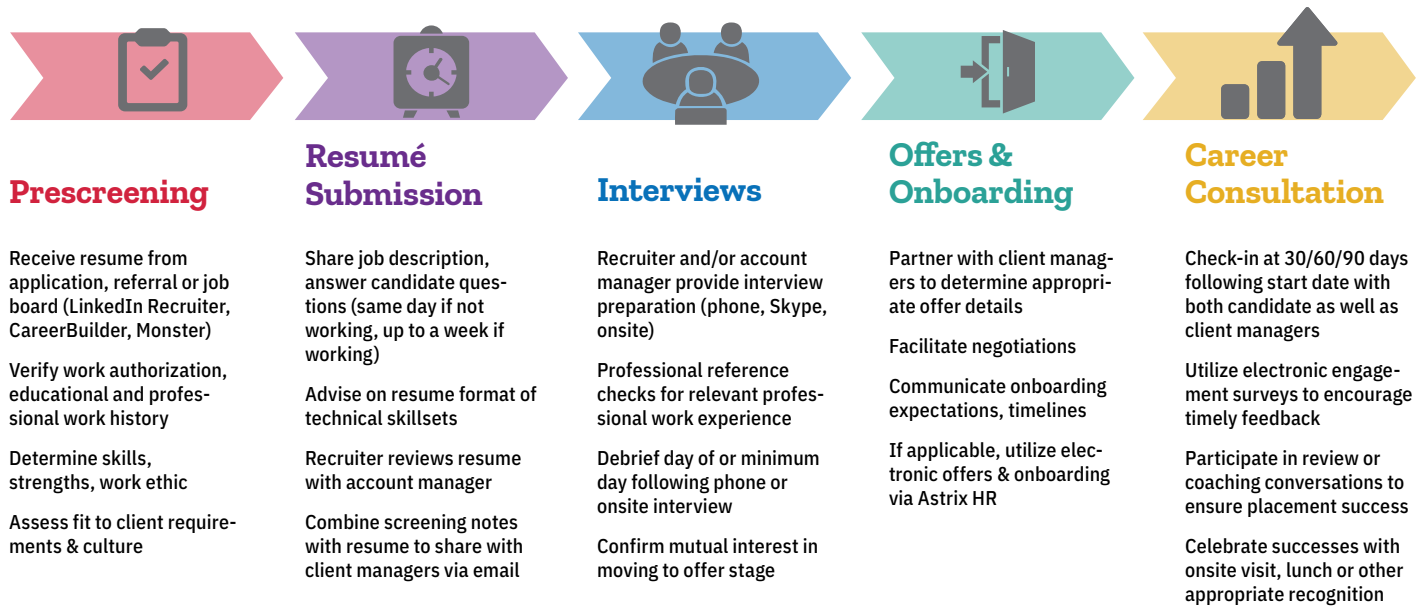 Prescreening
Receive resume from
application, referral or job
board (LinkedIn Recruiter,
CareerBuilder, Monster)
Verify work authorization,
educational and profes-
sional work history
Determine skills,
strengths, work ethic
Assess fit to client require-
ments & culture
Resumé
Submission
Share job description,
answer candidate ques-
tions (same day if not
working, up to a week if
working)
Advise on resume format of
technical skillsets
Recruiter reviews resume
with account manager
Combine screening notes
with resume to share with
client managers via email
Interviews
Recruiter and/or account
manager provide interview
preparation (phone, Skype,
onsite)
Professional reference
checks for relevant profes-
sional work experience
Debrief day of or minimum
day following phone or
onsite interview
Confirm mutual interest in
moving to offer stage
Offers &
Onboarding
Partner with client manag-
ers to determine appropri-
ate offer details
Facilitate negotiations
Communicate onboarding
expectations, timelines
If applicable, utilize elec-
tronic offers & onboarding
via Astrix HR
Career
Consultation
Check-in at 30/60/90 days
following start date with
both candidate as well as
client managers
Utilize electronic engage-
ment surveys to encourage
timely feedback
Participate in review or
coaching conversations to
ensure placement success
Celebrate successes with
onsite visit, lunch or other
appropriate recognition